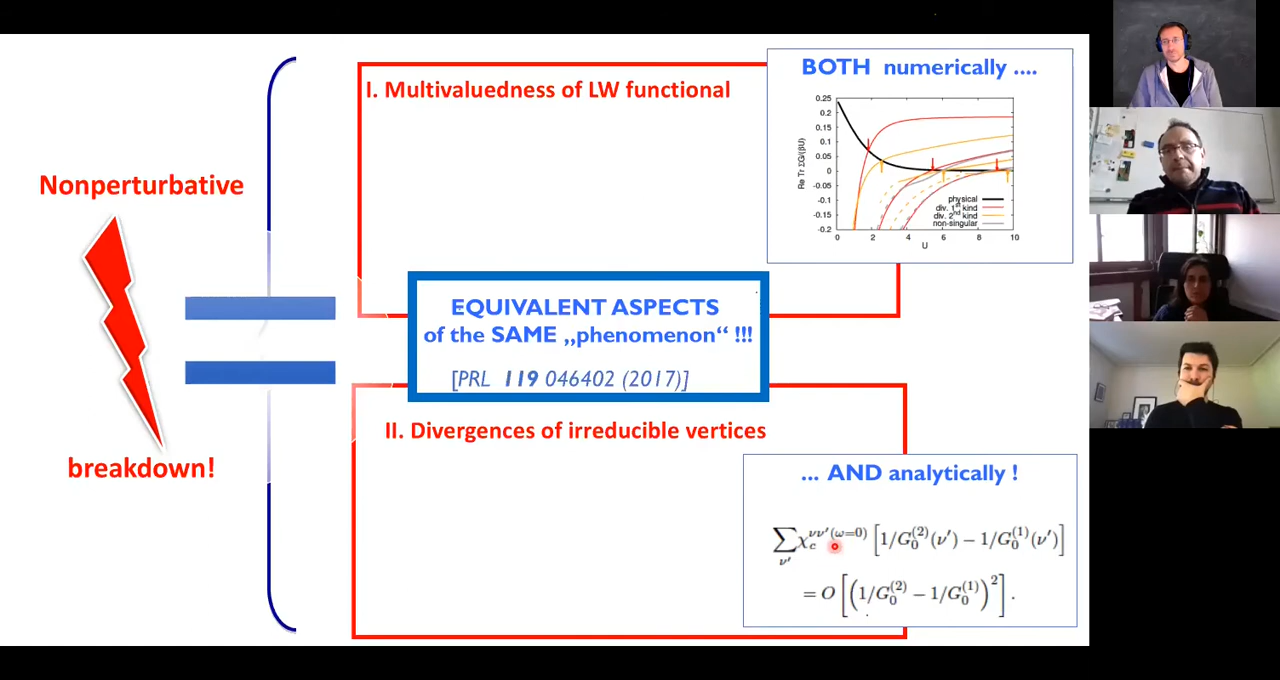 I. Multivaluedness of LW functional
BOTH numerically ....
0.25
0.2
0.15
0.1
0.05
0
-0.05
-0.1
-0.15
-0.2
Re Tr ΣG/(βU)
physical
div. 1st kind
div. 2nd kind
non-singular
0 2 4 6 8 10
U
Nonperturbative
breakdown!
EQUIVALENT ASPECTS
of the SAME „phenomenon“ !!!
[PRL 119 046402 (2017)]
II. Divergences of irreducible vertices
... AND analytically !
∑_{ν′} χ_c^{νν′(ω=0)} [1/G_0^{(2)}(ν′) − 1/G_0^{(1)}(ν′)]
= O [(1/G_0^{(2)} − 1/G_0^{(1)})^2] .